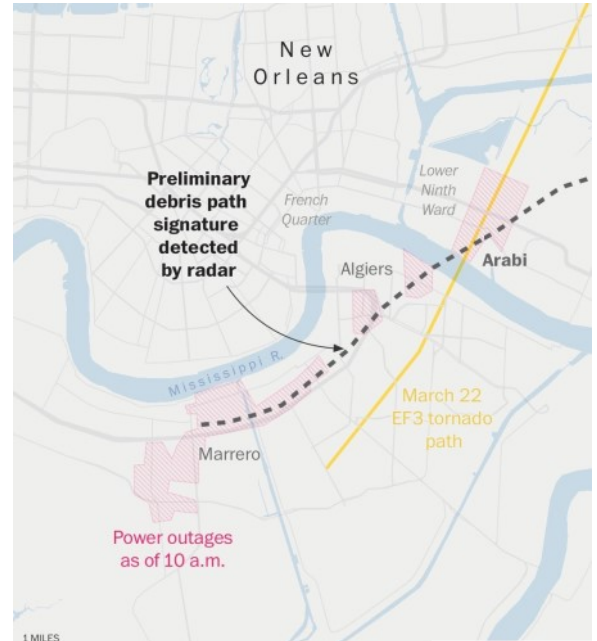 New
Orleans
Preliminary
debris path
signature
detected
by radar
French
Quarter
Lower
Ninth
Ward
Algiers
Arabi
Mississippi R.
March 22
EF3 tornado
path
Marrero
Power outages
as of 10 a.m.
1 MILES